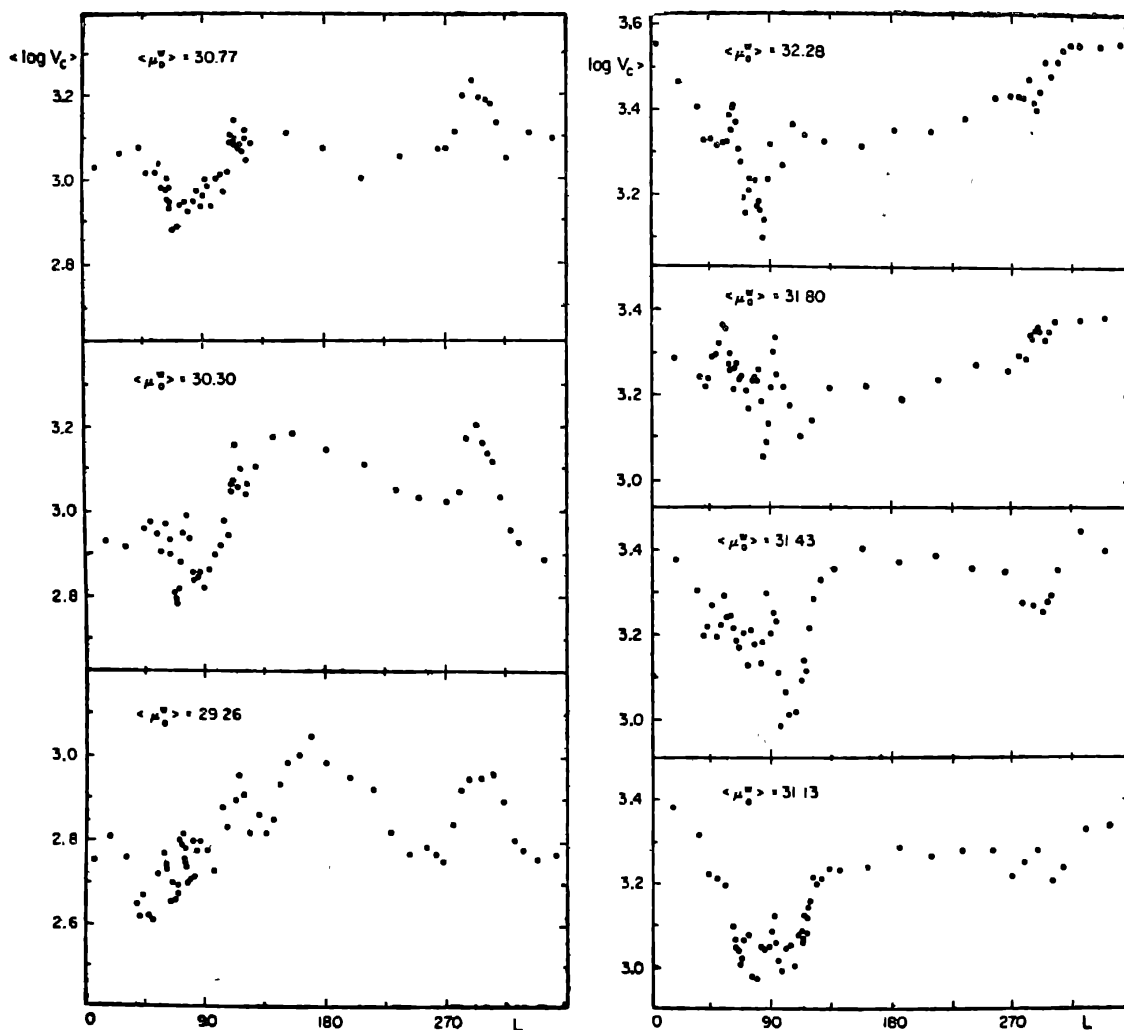 < log Vc >
<μ₀ᵂ> = 30.77
3.2
3.0
2.8
<μ₀ᵂ> = 30.30
3.2
3.0
2.8
<μ₀ᵂ> = 29.26
3.0
2.8
2.6
0 90 180 270 L
3.6
log Vc >
<μ₀ᵂ> = 32.28
3.4
3.2
<μ₀ᵂ> = 31.80
3.4
3.2
3.0
<μ₀ᵂ> = 31.43
3.4
3.2
3.0
<μ₀ᵂ> = 31.13
3.4
3.2
3.0
0 90 180 270 L